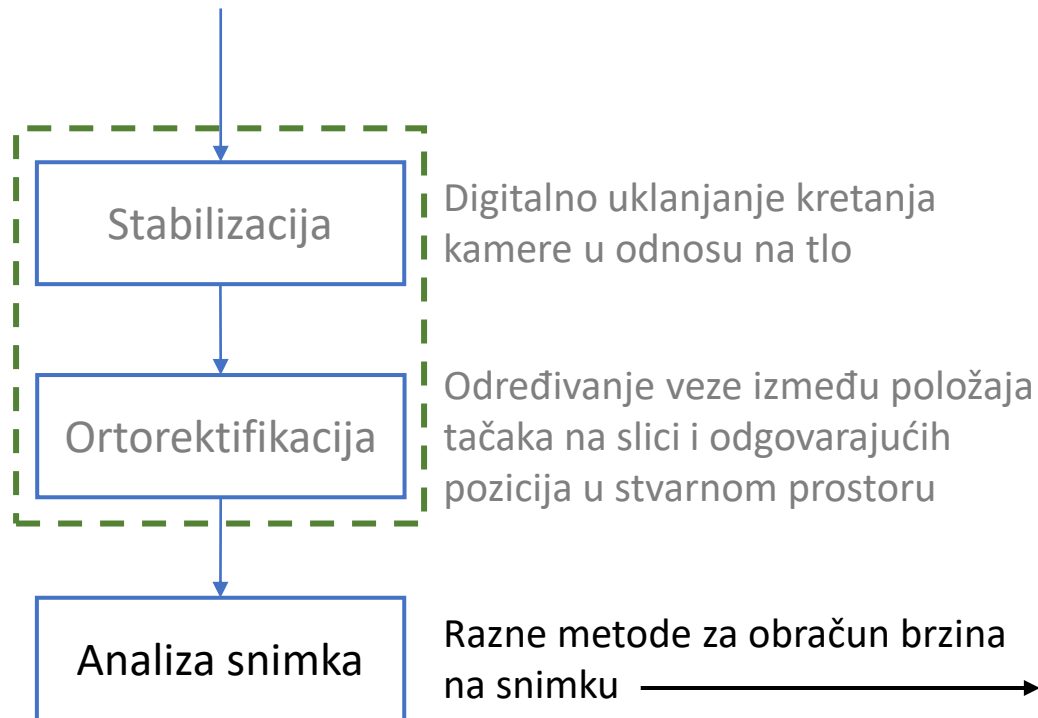 Stabilizacija
Digitalno uklanjanje kretanja
kamere u odnosu na tlo
Ortorektifikacija
Određivanje veze između položaja
tačaka na slici i odgovarajućih
pozicija u stvarnom prostoru
Analiza snimka
Razne metode za obračun brzina
na snimku